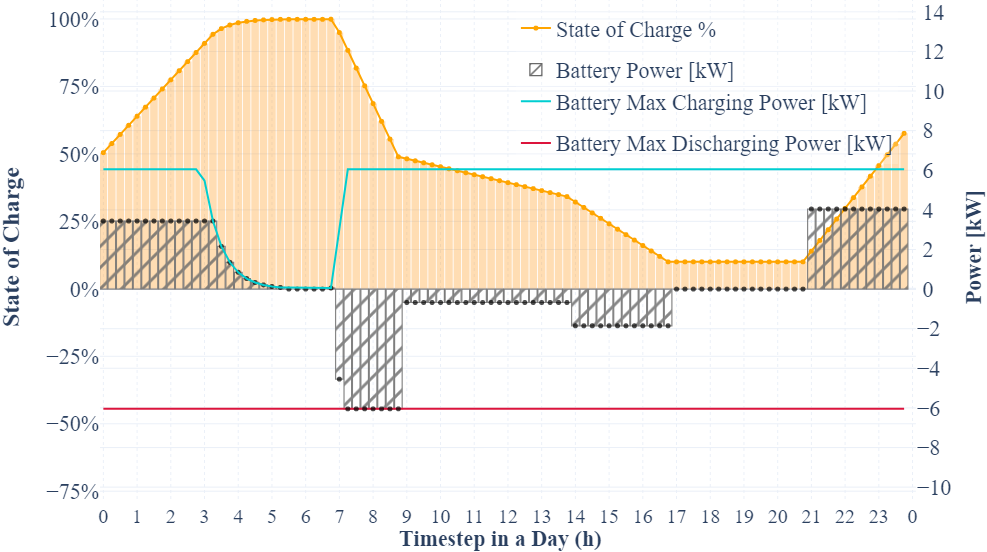 State of Charge %
Battery Power [kW]
Battery Max Charging Power [kW]
Battery Max Discharging Power [kW]
100%
75%
50%
25%
0%
−25%
−50%
−75%
State of Charge
14
12
10
8
6
4
2
0
−2
−4
−6
−8
−10
Power [kW]
0 1 2 3 4 5 6 7 8 9 10 11 12 13 14 15 16 17 18 19 20 21 22 23 0
Timestep in a Day (h)